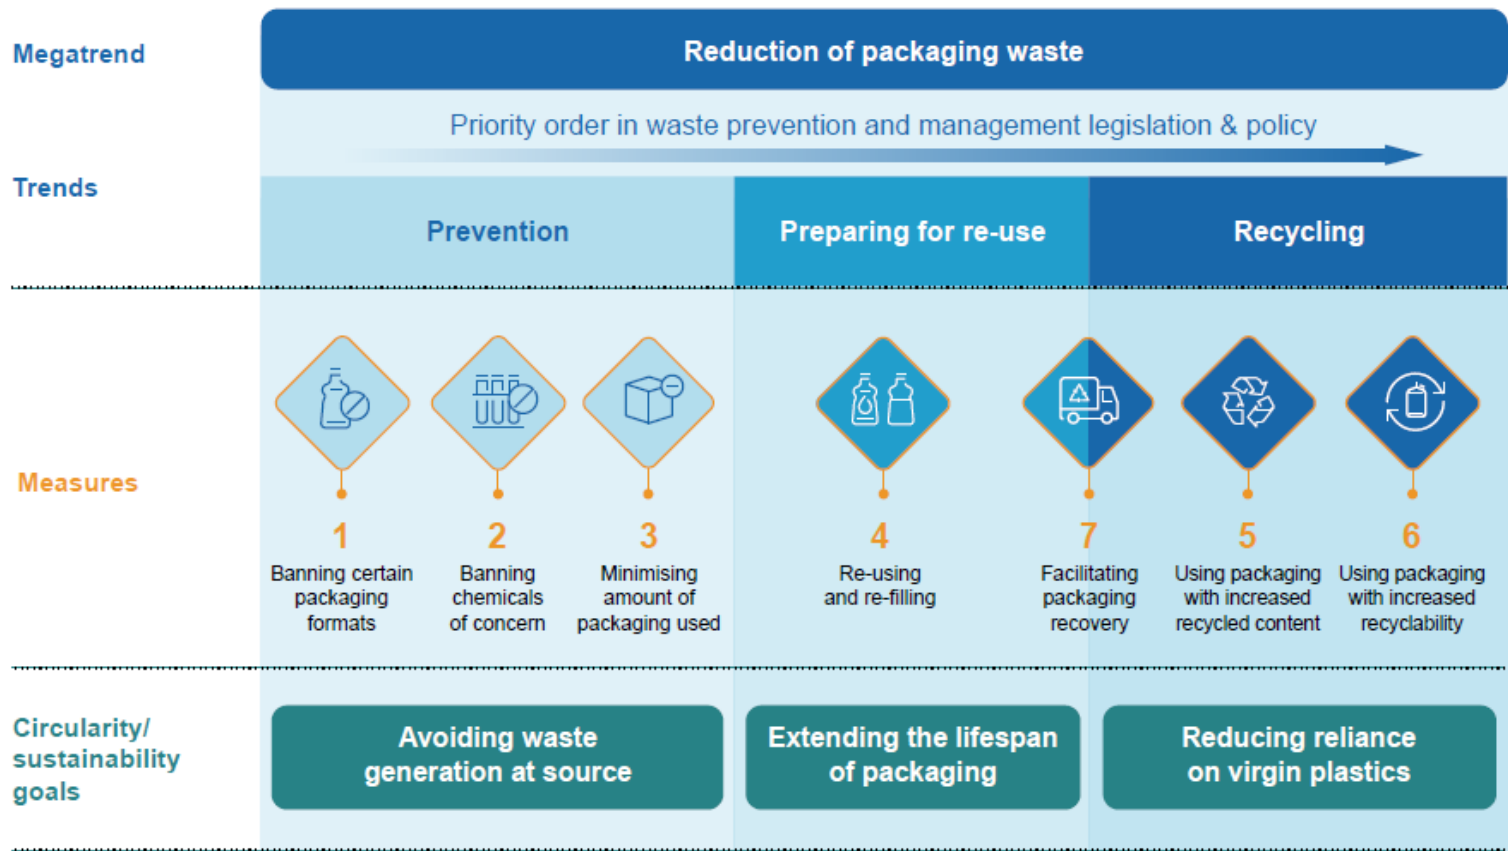 Megatrend
Reduction of packaging waste
Priority order in waste prevention and management legislation & policy
Trends
Prevention
Preparing for re-use
Recycling
Measures
1
Banning certain
packaging
formats
2
Banning
chemicals
of concern
3
Minimising
amount of
packaging used
4
Re-using
and re-filling
7
Facilitating
packaging
recovery
5
Using packaging
with increased
recycled content
6
Using packaging
with increased
recyclability
Circularity/
sustainability
goals
Avoiding waste
generation at source
Extending the lifespan
of packaging
Reducing reliance
on virgin plastics